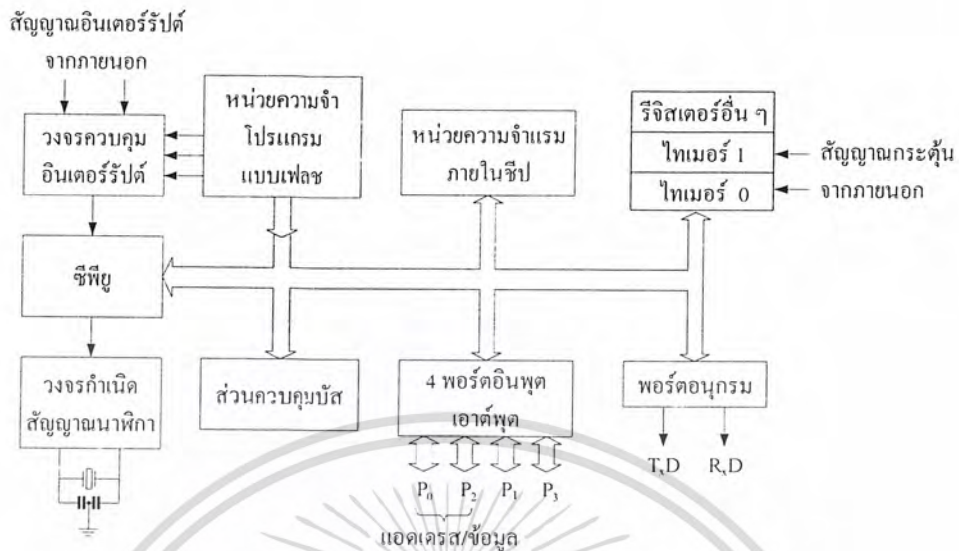 สัญญาณอินเตอร์รัปต์
จากภายนอก
วงจรควบคุม
อินเตอร์รัปต์
หน่วยความจำ
โปรแกรม
แบบเฟลช
หน่วยความจำแรม
ภายในชิป
รีจิสเตอร์อื่น ๆ
ไทเมอร์ 1
ไทเมอร์ 0
สัญญาณกระตุ้น
จากภายนอก
ซีพียู
วงจรกำเนิด
สัญญาณนาฬิกา
ส่วนควบคุมบัส
4 พอร์ตอินพุต
เอาต์พุต
พอร์ตอนุกรม
TxD RxD
P0 P2 P1 P3
แอดเดรส/ข้อมูล